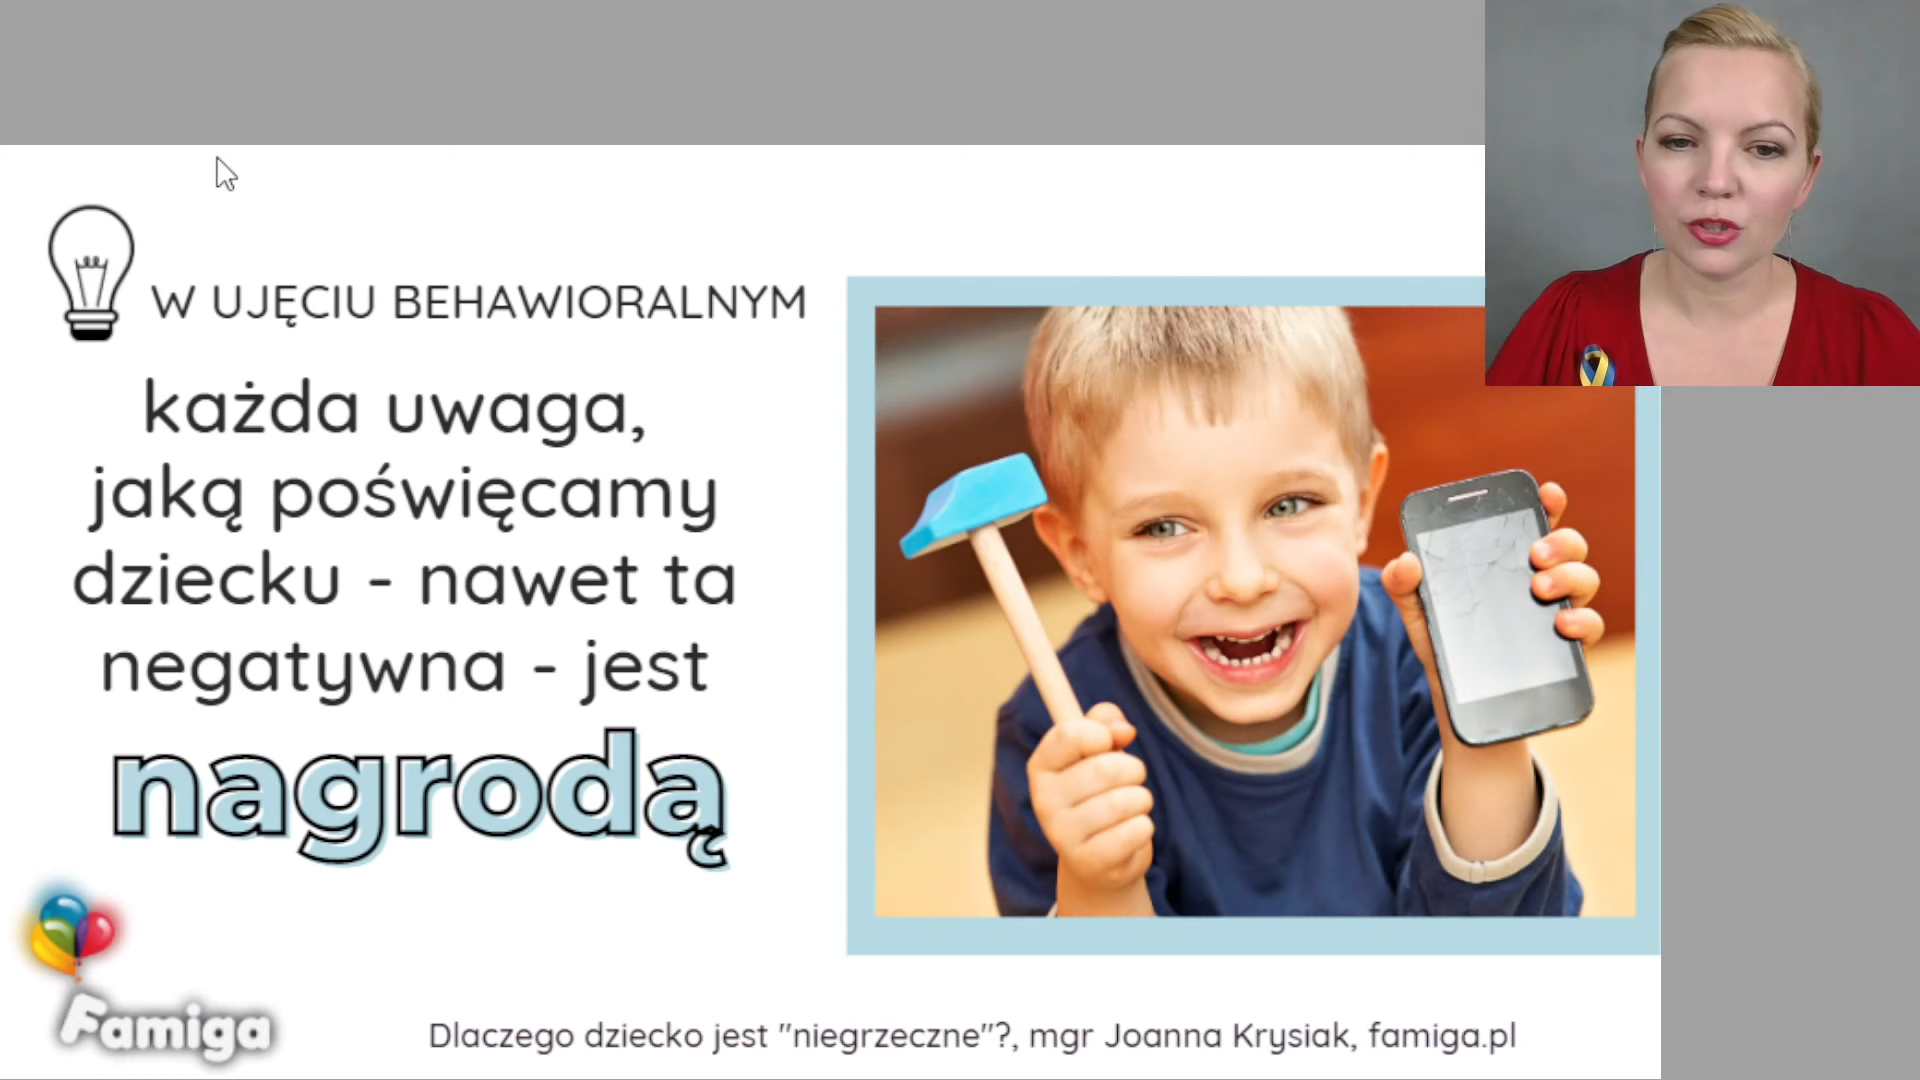 W UJĘCIU BEHAWIORALNYM
każda uwaga,
jaką poświęcamy
dziecku - nawet ta
negatywna - jest
nagrodą
Famiga
Dlaczego dziecko jest "niegrzeczne"?, mgr Joanna Krysiak, famiga.pl